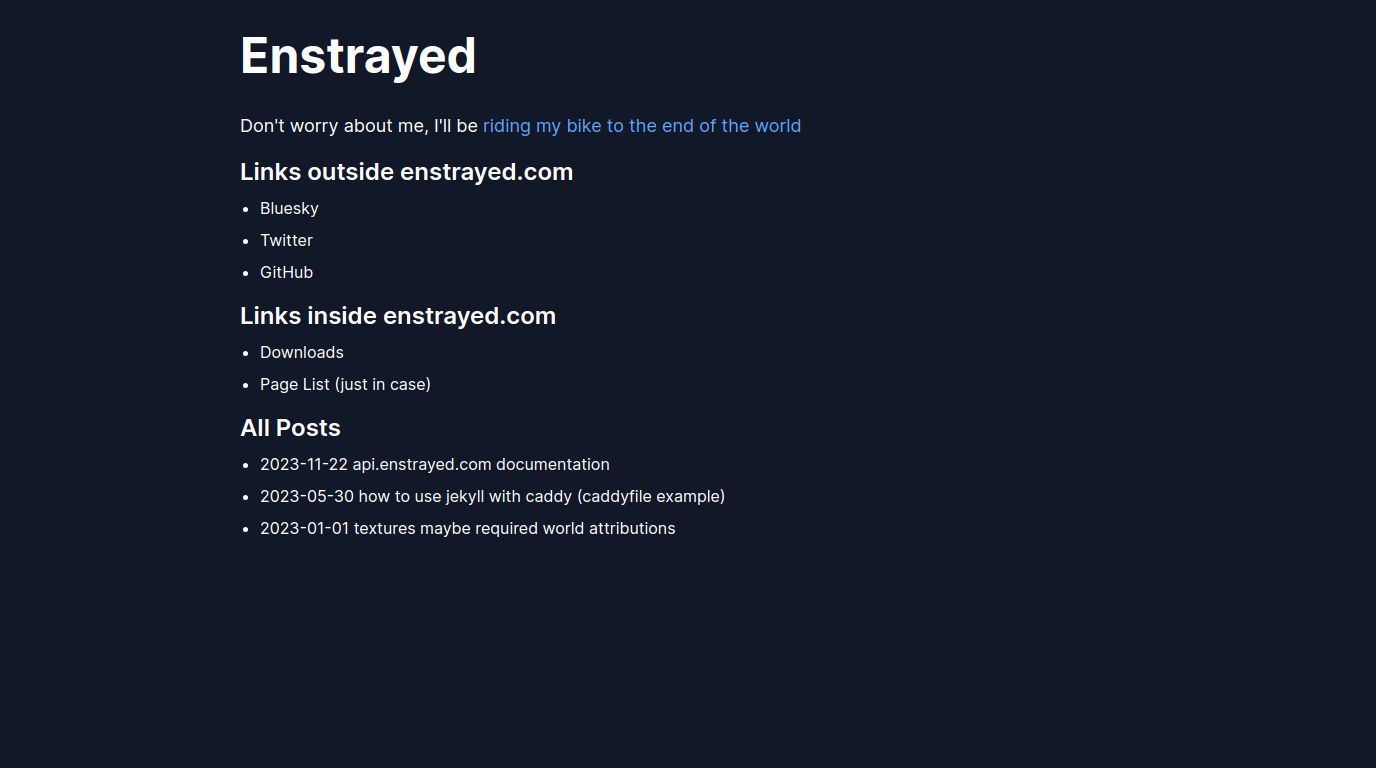 Enstrayed
Don't worry about me, I'll be riding my bike to the end of the world
Links outside enstrayed.com
• Bluesky
• Twitter
• GitHub
Links inside enstrayed.com
• Downloads
• Page List (just in case)
All Posts
• 2023-11-22 api.enstrayed.com documentation
• 2023-05-30 how to use jekyll with caddy (caddyfile example)
• 2023-01-01 textures maybe required world attributions